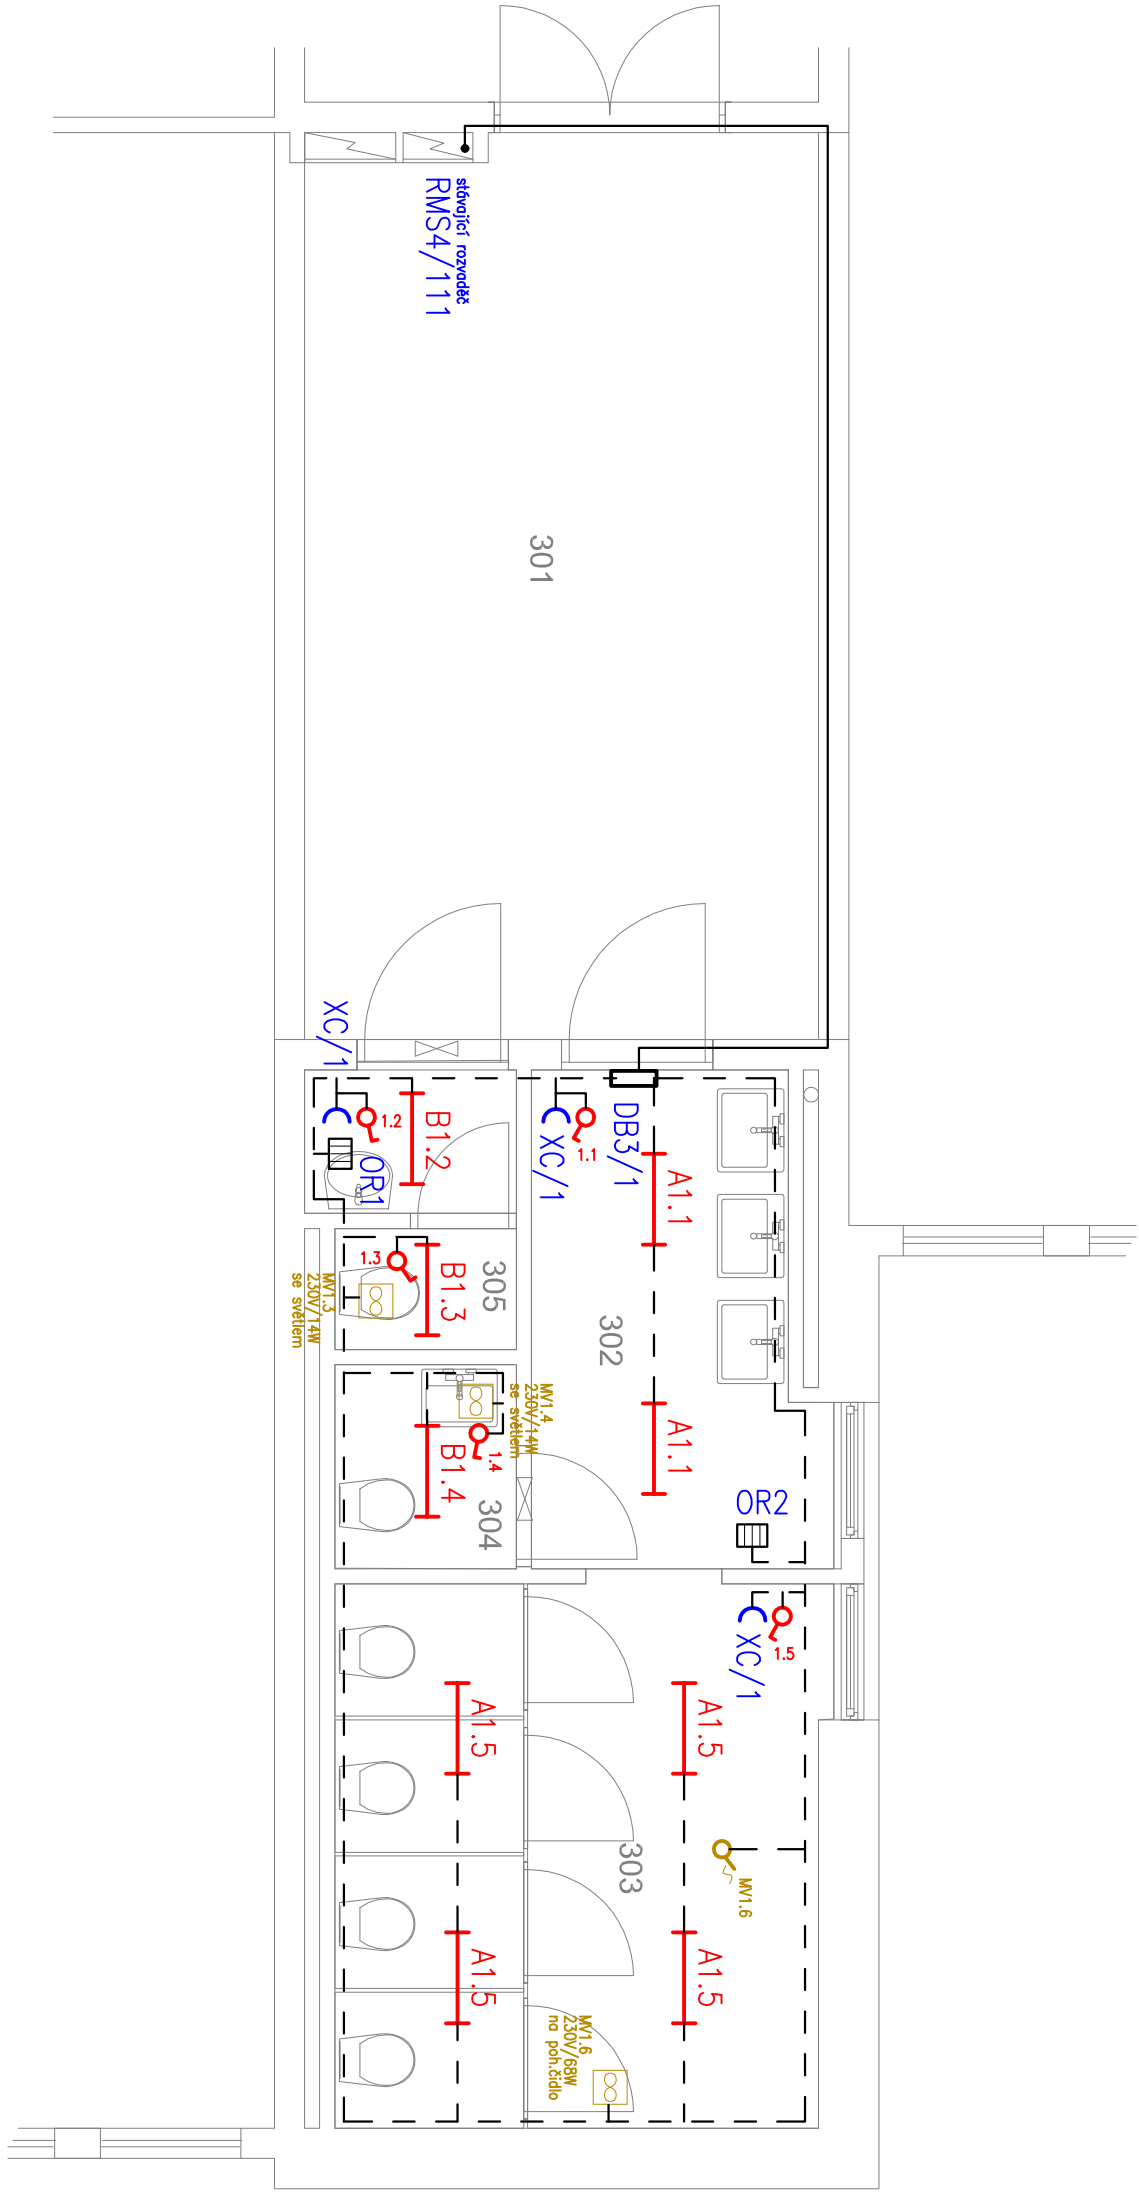 stávající rozvaděč
RMS4/111
301
XC/1
1.2
B1.2
OR1
XC/1
1.1
DB3/1
A1.1
1.3
B1.3
305
MV1.3
230V/14W
se světlem
302
MV1.4
230V/14W
se světlem
A1.1
1.4
B1.4
304
OR2
XC/1
1.5
A1.5
A1.5
303
MV1.6
A1.5
A1.5
MV1.6
230V/68W
na poh.čidlo